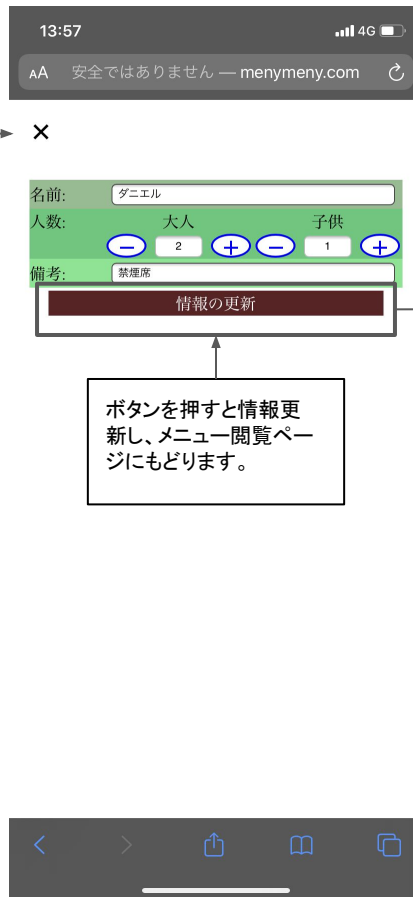 13:57
4G
AA 安全ではありません — menymeny.com
×
名前: ダニエル
人数: 大人 子供
− 2 + − 1 +
備考: 禁煙席
情報の更新
ボタンを押すと情報更
新し、メニュー閲覧ペー
ジにもどります。